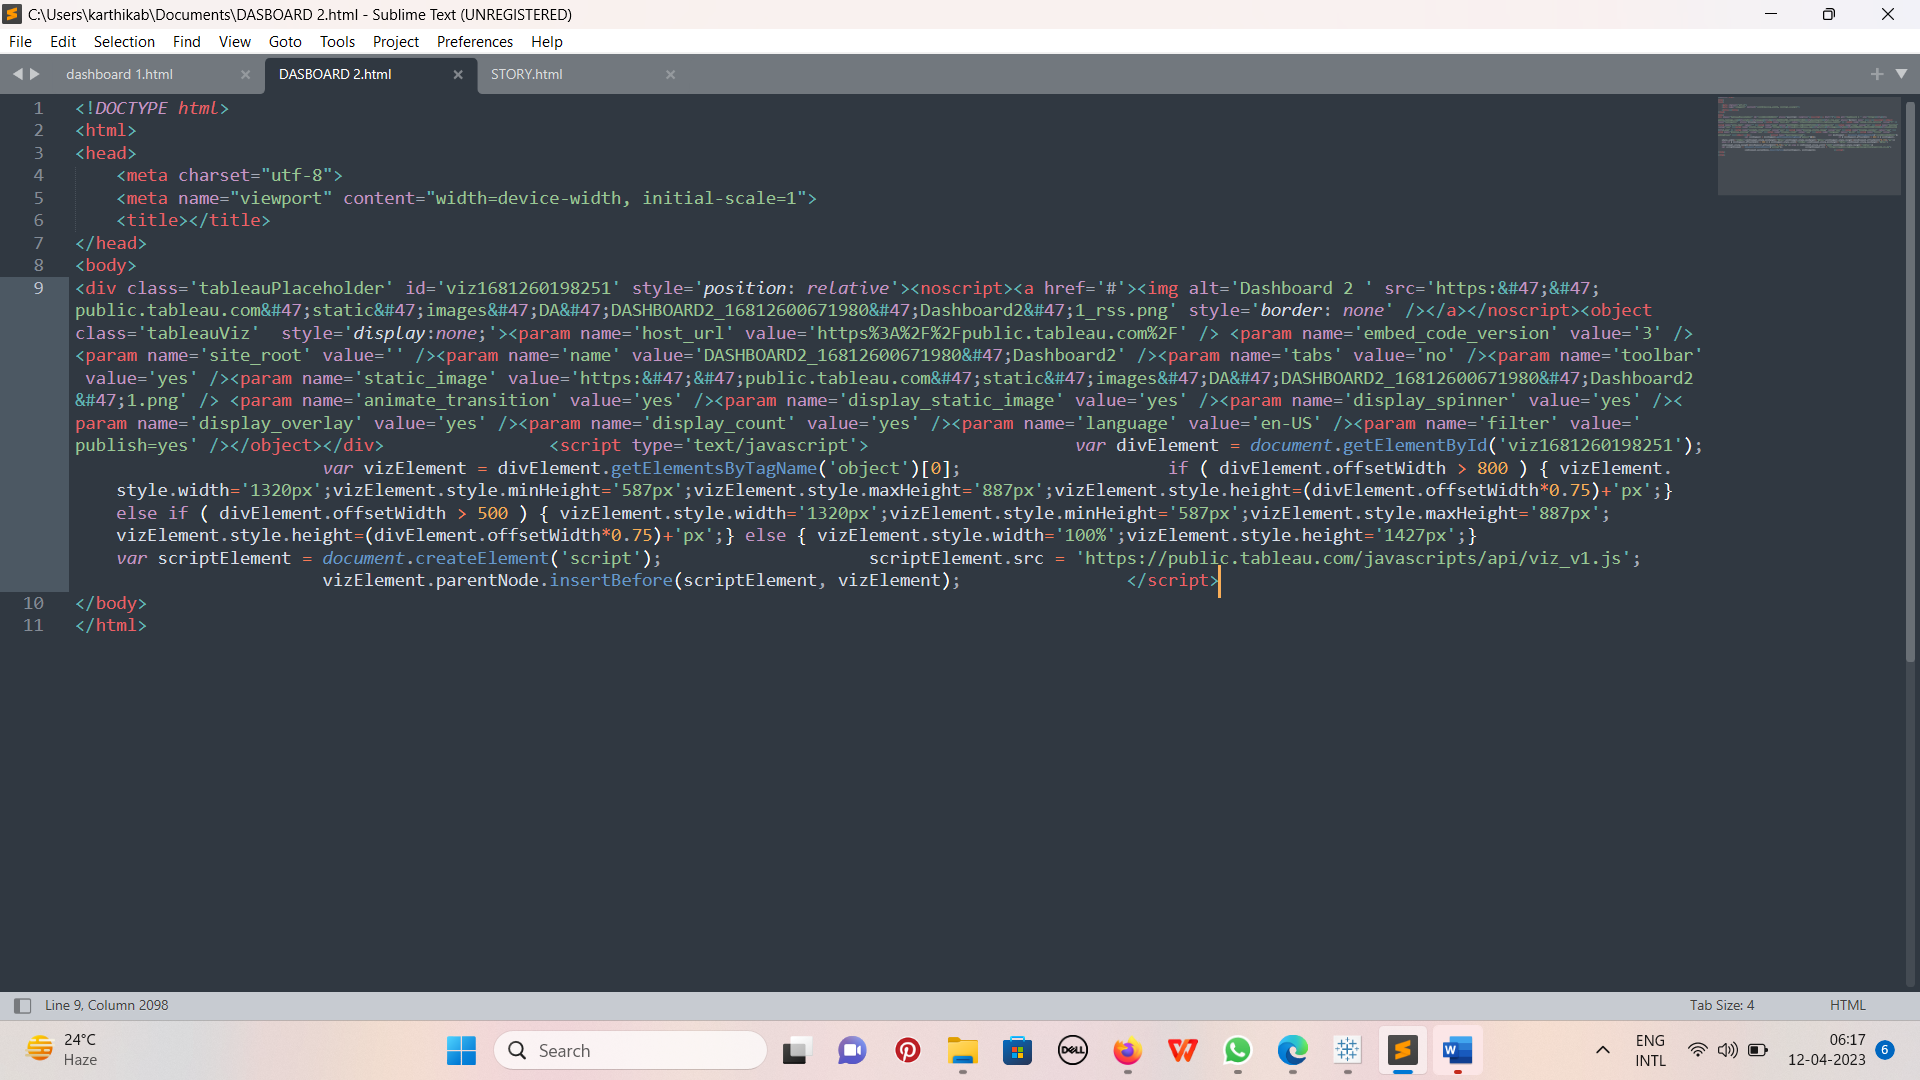 C:\Users\karthikab\Documents\DASBOARD 2.html - Sublime Text (UNREGISTERED)
File Edit Selection Find View Goto Tools Project Preferences Help
dashboard 1.html DASBOARD 2.html STORY.html
1 <!DOCTYPE html>
2 <html>
3 <head>
4 <meta charset="utf-8">
5 <meta name="viewport" content="width=device-width, initial-scale=1">
6 <title></title>
7 </head>
8 <body>
9 <div class='tableauPlaceholder' id='viz1681260198251' style='position: relative'><noscript><a href='#'><img alt='Dashboard 2 ' src='https:&#47;&#47;
public.tableau.com&#47;static&#47;images&#47;DA&#47;DASHBOARD2_16812600671980&#47;Dashboard2&#47;1_rss.png' style='border: none' /></a></noscript><object
class='tableauViz'  style='display:none;'><param name='host_url' value='https%3A%2F%2Fpublic.tableau.com%2F' /> <param name='embed_code_version' value='3' />
<param name='site_root' value='' /><param name='name' value='DASHBOARD2_16812600671980&#47;Dashboard2' /><param name='tabs' value='no' /><param name='toolbar'
value='yes' /><param name='static_image' value='https:&#47;&#47;public.tableau.com&#47;static&#47;images&#47;DA&#47;DASHBOARD2_16812600671980&#47;Dashboard2
&#47;1.png' /> <param name='animate_transition' value='yes' /><param name='display_static_image' value='yes' /><param name='display_spinner' value='yes' /><
param name='display_overlay' value='yes' /><param name='display_count' value='yes' /><param name='language' value='en-US' /><param name='filter' value='
publish=yes' /></object></div> <script type='text/javascript'> var divElement = document.getElementById('viz1681260198251');
var vizElement = divElement.getElementsByTagName('object')[0]; if ( divElement.offsetWidth > 800 ) { vizElement.
style.width='1320px';vizElement.style.minHeight='587px';vizElement.style.maxHeight='887px';vizElement.style.height=(divElement.offsetWidth*0.75)+'px';}
else if ( divElement.offsetWidth > 500 ) { vizElement.style.width='1320px';vizElement.style.minHeight='587px';vizElement.style.maxHeight='887px';
vizElement.style.height=(divElement.offsetWidth*0.75)+'px';} else { vizElement.style.width='100%';vizElement.style.height='1427px';}
var scriptElement = document.createElement('script'); scriptElement.src = 'https://public.tableau.com/javascripts/api/viz_v1.js';
vizElement.parentNode.insertBefore(scriptElement, vizElement); </script>
10 </body>
11 </html>
Line 9, Column 2098 Tab Size: 4 HTML
24°C
Haze
Search
DELL
ENG
INTL
06:17
12-04-2023
6